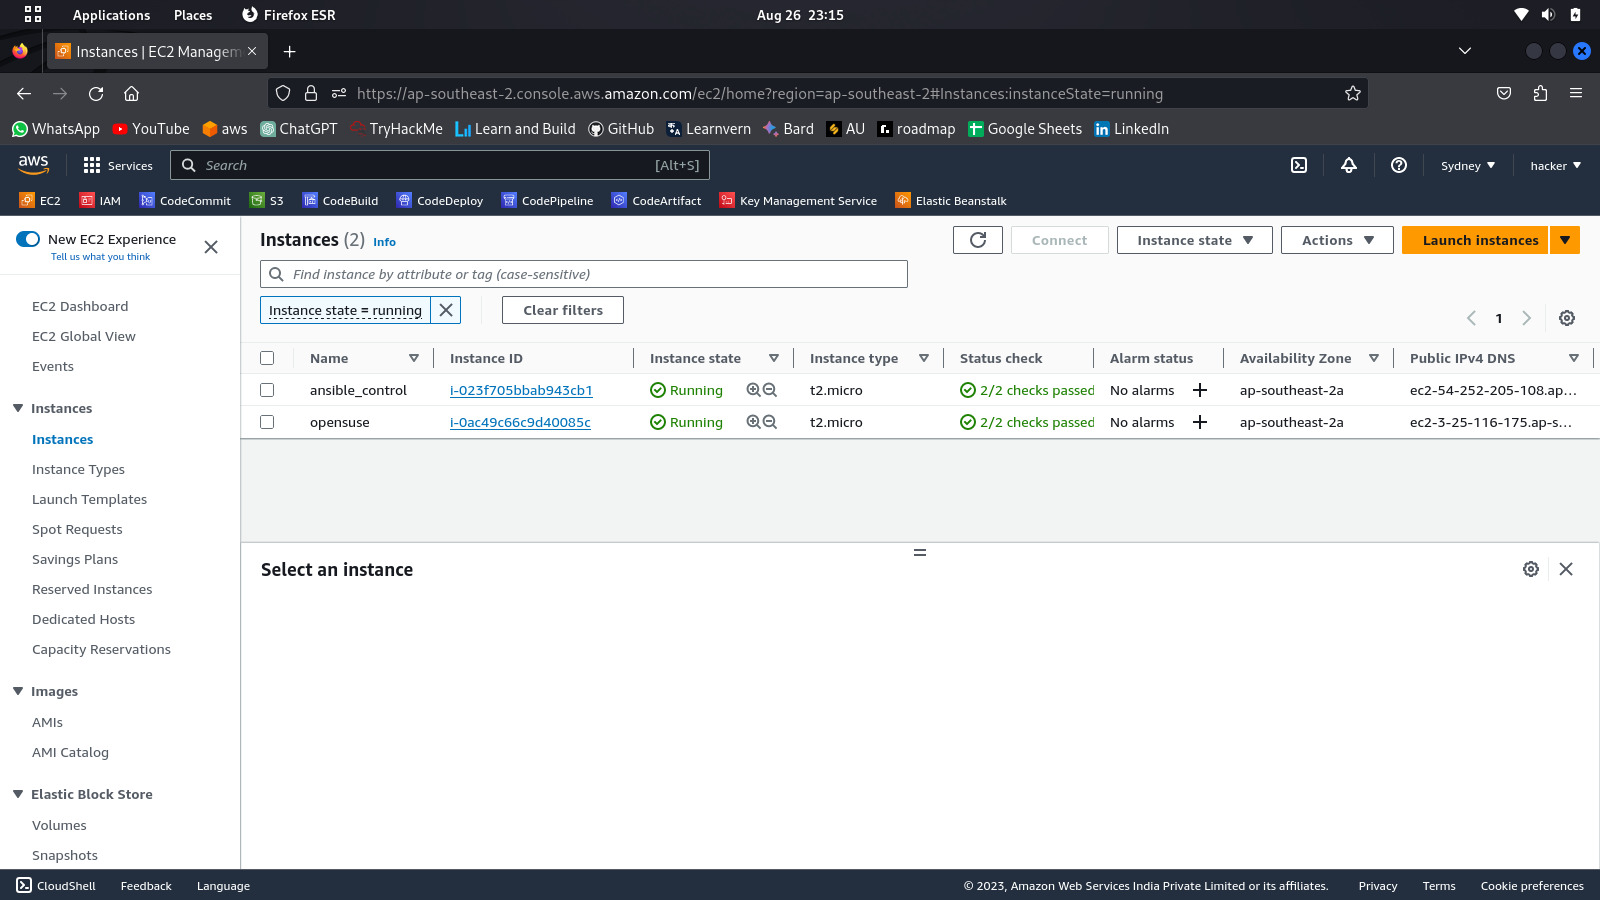 Applications Places Firefox ESR Aug 26 23:15
Instances | EC2 Managem
https://ap-southeast-2.console.aws.amazon.com/ec2/home?region=ap-southeast-2#Instances:instanceState=running
WhatsApp YouTube aws ChatGPT TryHackMe Learn and Build GitHub Learnvern Bard AU roadmap Google Sheets LinkedIn
aws Services Search [Alt+S] Sydney hacker
EC2 IAM CodeCommit S3 CodeBuild CodeDeploy CodePipeline CodeArtifact Key Management Service Elastic Beanstalk
New EC2 Experience
Tell us what you think
EC2 Dashboard
EC2 Global View
Events
Instances
Instances
Instance Types
Launch Templates
Spot Requests
Savings Plans
Reserved Instances
Dedicated Hosts
Capacity Reservations
Images
AMIs
AMI Catalog
Elastic Block Store
Volumes
Snapshots
Instances (2) Info Connect Instance state Actions Launch instances
Find instance by attribute or tag (case-sensitive)
Instance state = running Clear filters
1
Name Instance ID Instance state Instance type Status check Alarm status Availability Zone Public IPv4 DNS
ansible_control i-023f705bbab943cb1 Running t2.micro 2/2 checks passed No alarms ap-southeast-2a ec2-54-252-205-108.ap...
opensuse i-0ac49c66c9d40085c Running t2.micro 2/2 checks passed No alarms ap-southeast-2a ec2-3-25-116-175.ap-s...
Select an instance
CloudShell Feedback Language © 2023, Amazon Web Services India Private Limited or its affiliates. Privacy Terms Cookie preferences